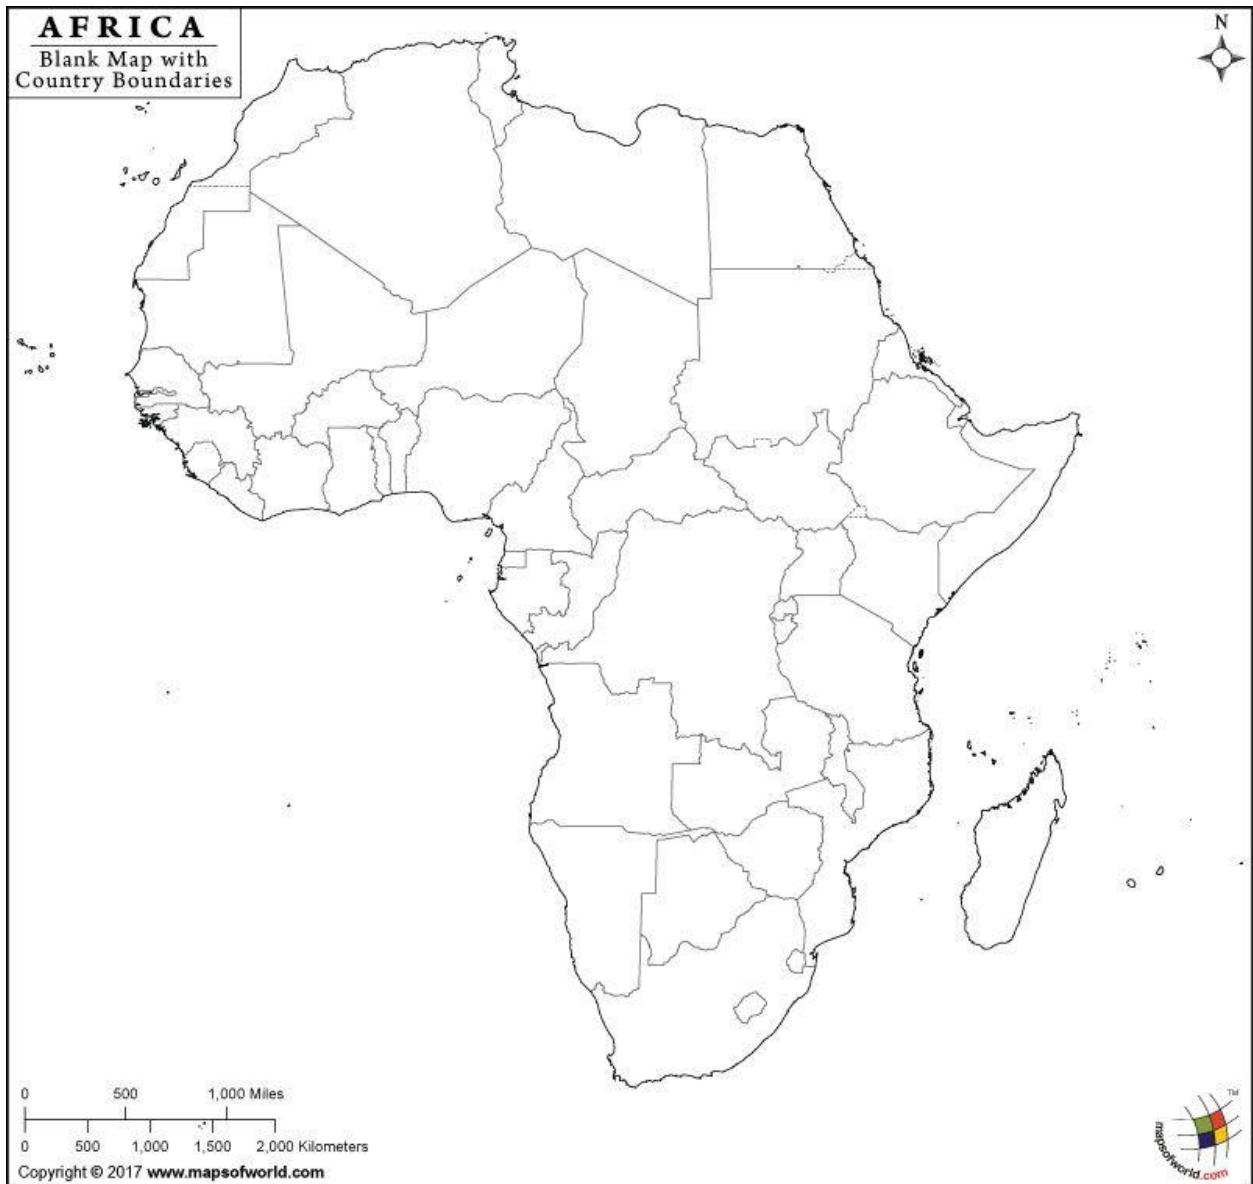 AFRICA
Blank Map with
Country Boundaries
N
0 500 1,000 Miles
0 500 1,000 1,500 2,000 Kilometers
Copyright © 2017 www.mapsofworld.com
TM
mapsofworld.com